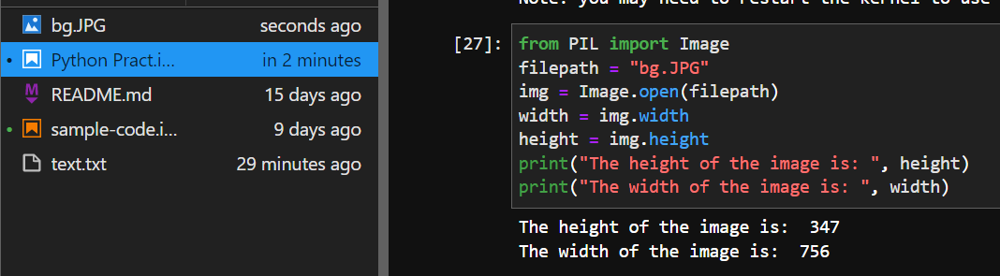 Note: you may need to restart the kernel to use
bg.JPG seconds ago
Python Pract.i... in 2 minutes
README.md 15 days ago
sample-code.i... 9 days ago
text.txt 29 minutes ago
[27]: from PIL import Image
filepath = "bg.JPG"
img = Image.open(filepath)
width = img.width
height = img.height
print("The height of the image is: ", height)
print("The width of the image is: ", width)
The height of the image is:  347
The width of the image is:  756